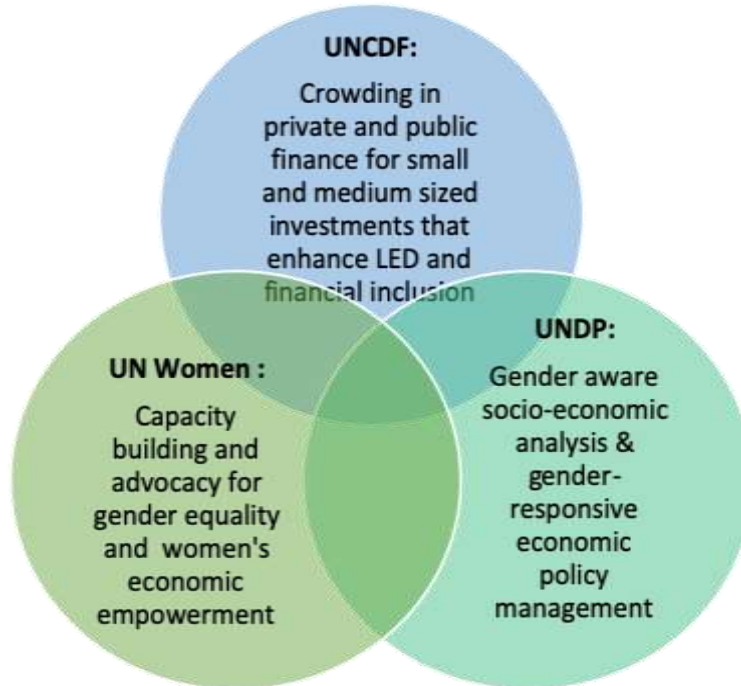 UNCDF:
Crowding in
private and public
finance for small
and medium sized
investments that
enhance LED and
financial inclusion
UN Women :
Capacity
building and
advocacy for
gender equality
and women's
economic
empowerment
UNDP:
Gender aware
socio-economic
analysis &
gender-
responsive
economic
policy
management